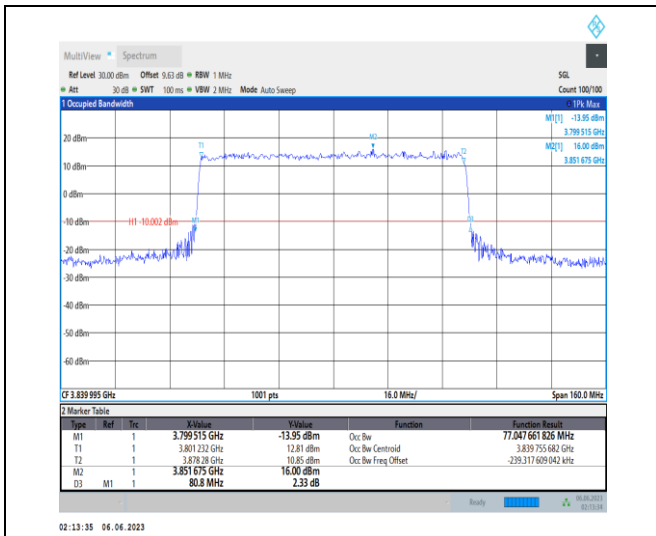 MultiView Spectrum
Ref Level 30.00 dBm Offset 9.63 dB RBW 1 MHz SGL
Att 30 dB SWT 100 ms VBW 2 MHz Mode Auto Sweep Count 100/100
1 Occupied Bandwidth 1Pk Max
M1[1] -13.95 dBm
3.799 515 GHz
M2[1] 16.00 dBm
3.851 675 GHz
20 dBm
T1
M2
T2
10 dBm
0 dBm
-10 dBm
H1 -10.002 dBm
M1
-20 dBm
-30 dBm
-40 dBm
-50 dBm
-60 dBm
CF 3.839 995 GHz 1001 pts 16.0 MHz/ Span 160.0 MHz
2 Marker Table
Type Ref Trc X-Value Y-Value Function Function Result
M1 1 3.799 515 GHz -13.95 dBm Occ Bw 77.047 661 826 MHz
T1 1 3.801 232 GHz 12.81 dBm Occ Bw Centroid 3.839 755 682 GHz
T2 1 3.878 28 GHz 10.85 dBm Occ Bw Freq Offset -239.317 609 042 kHz
M2 1 3.851 675 GHz 16.00 dBm
D3 M1 1 80.8 MHz 2.33 dB
Ready 06.06.2023
02:13:34
02:13:35 06.06.2023